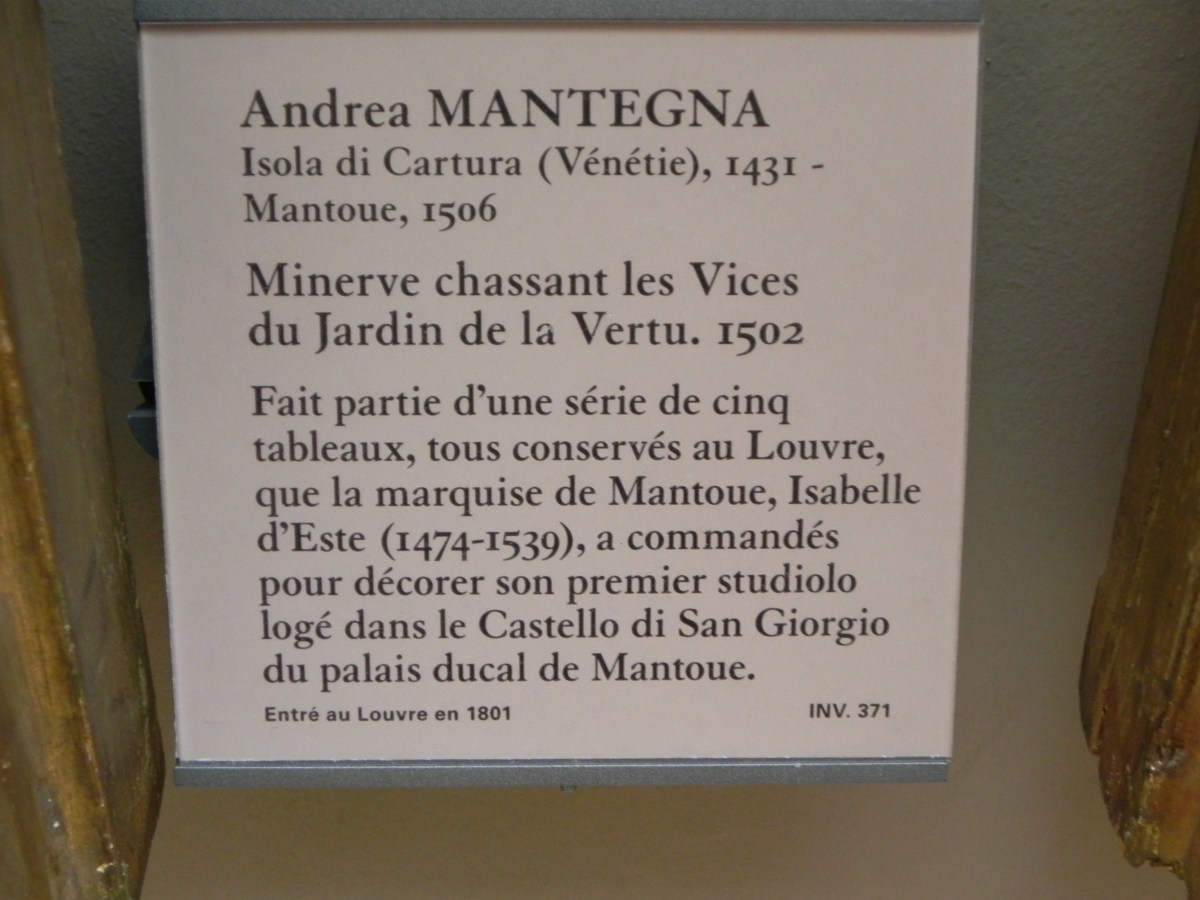 Andrea MANTEGNA
Isola di Cartura (Vénétie), 1431 -
Mantoue, 1506
Minerve chassant les Vices
du Jardin de la Vertu. 1502
Fait partie d'une série de cinq
tableaux, tous conservés au Louvre,
que la marquise de Mantoue, Isabelle
d'Este (1474-1539), a commandés
pour décorer son premier studiolo
logé dans le Castello di San Giorgio
du palais ducal de Mantoue.
Entré au Louvre en 1801 INV. 371